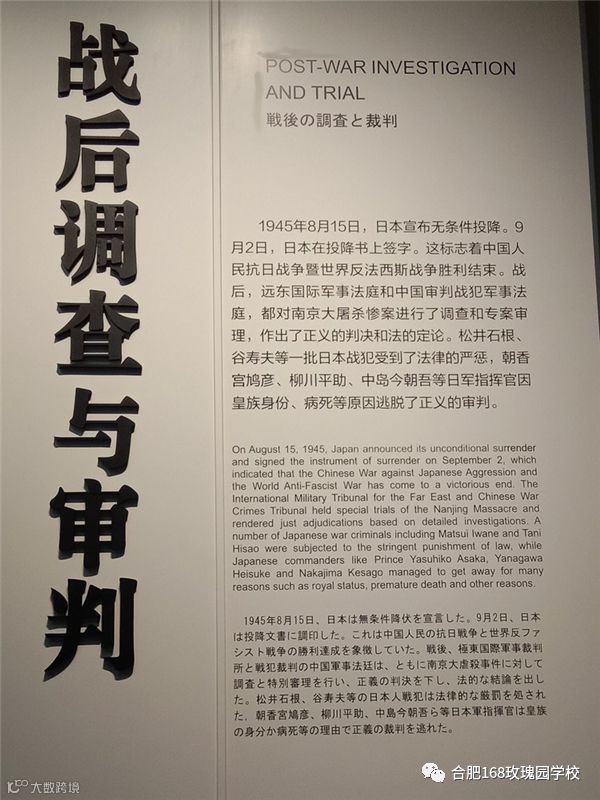 战后调查与审判
POST-WAR INVESTIGATION
AND TRIAL
戦後の調査と裁判
1945年8月15日，日本宣布无条件投降。9
月2日，日本在投降书上签字。这标志着中国人
民抗日战争暨世界反法西斯战争胜利结束。战
后，远东国际军事法庭和中国审判战犯军事法
庭，都对南京大屠杀惨案进行了调查和专案审
理，作出了正义的判决和法的定论。松井石根、
谷寿夫等一批日本战犯受到了法律的严惩，朝香
宫鸠彦、柳川平助、中岛今朝吾等日军指挥官因
皇族身份、病死等原因逃脱了正义的审判。
On August 15, 1945, Japan announced its unconditional surrender
and signed the instrument of surrender on September 2, which
indicated that the Chinese War against Japanese Aggression and
the World Anti-Fascist War has come to a victorious end. The
International Military Tribunal for the Far East and Chinese War
Crimes Tribunal held special trials of the Nanjing Massacre and
rendered just adjudications based on detailed investigations. A
number of Japanese war criminals including Matsui Iwane and Tani
Hisao were subjected to the stringent punishment of law, while
Japanese commanders like Prince Yasuhiko Asaka, Yanagawa
Heisuke and Nakajima Kesago managed to get away for many
reasons such as royal status, premature death and other reasons.
1945年8月15日、日本は無条件降伏を宣言した。9月2日、日本
は投降文書に調印した。これは中国人民の抗日戦争と世界反ファ
シスト戦争の勝利達成を象徴していた。戦後、極東国際軍事裁判
所と戦犯裁判の中国軍事法廷は、ともに南京大虐殺事件に対して
調査と特別審理を行い、正義の判決を下し、法的な結論を出し
た。松井石根、谷寿夫等の日本人戦犯は法律的な厳罰を処され
た．朝香宮鳩彦、柳川平助、中島今朝吾ら等日本軍指揮官は皇族
の身分か病死等の理由で正義の裁判を逃れた。
合肥168玫瑰园学校
大数跨境